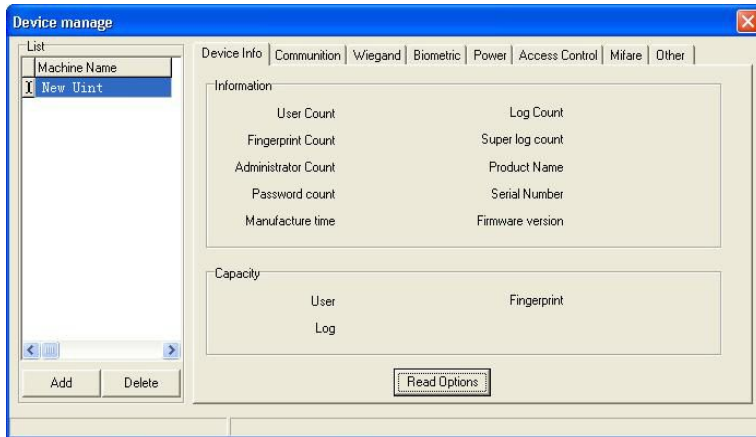 Device manage
List
Machine Name
New Uint
Add Delete
Device Info Communition Wiegand Biometric Power Access Control Mifare Other
Information
User Count Log Count
Fingerprint Count Super log count
Administrator Count Product Name
Password count Serial Number
Manufacture time Firmware version
Capacity
User Fingerprint
Log
Read Options